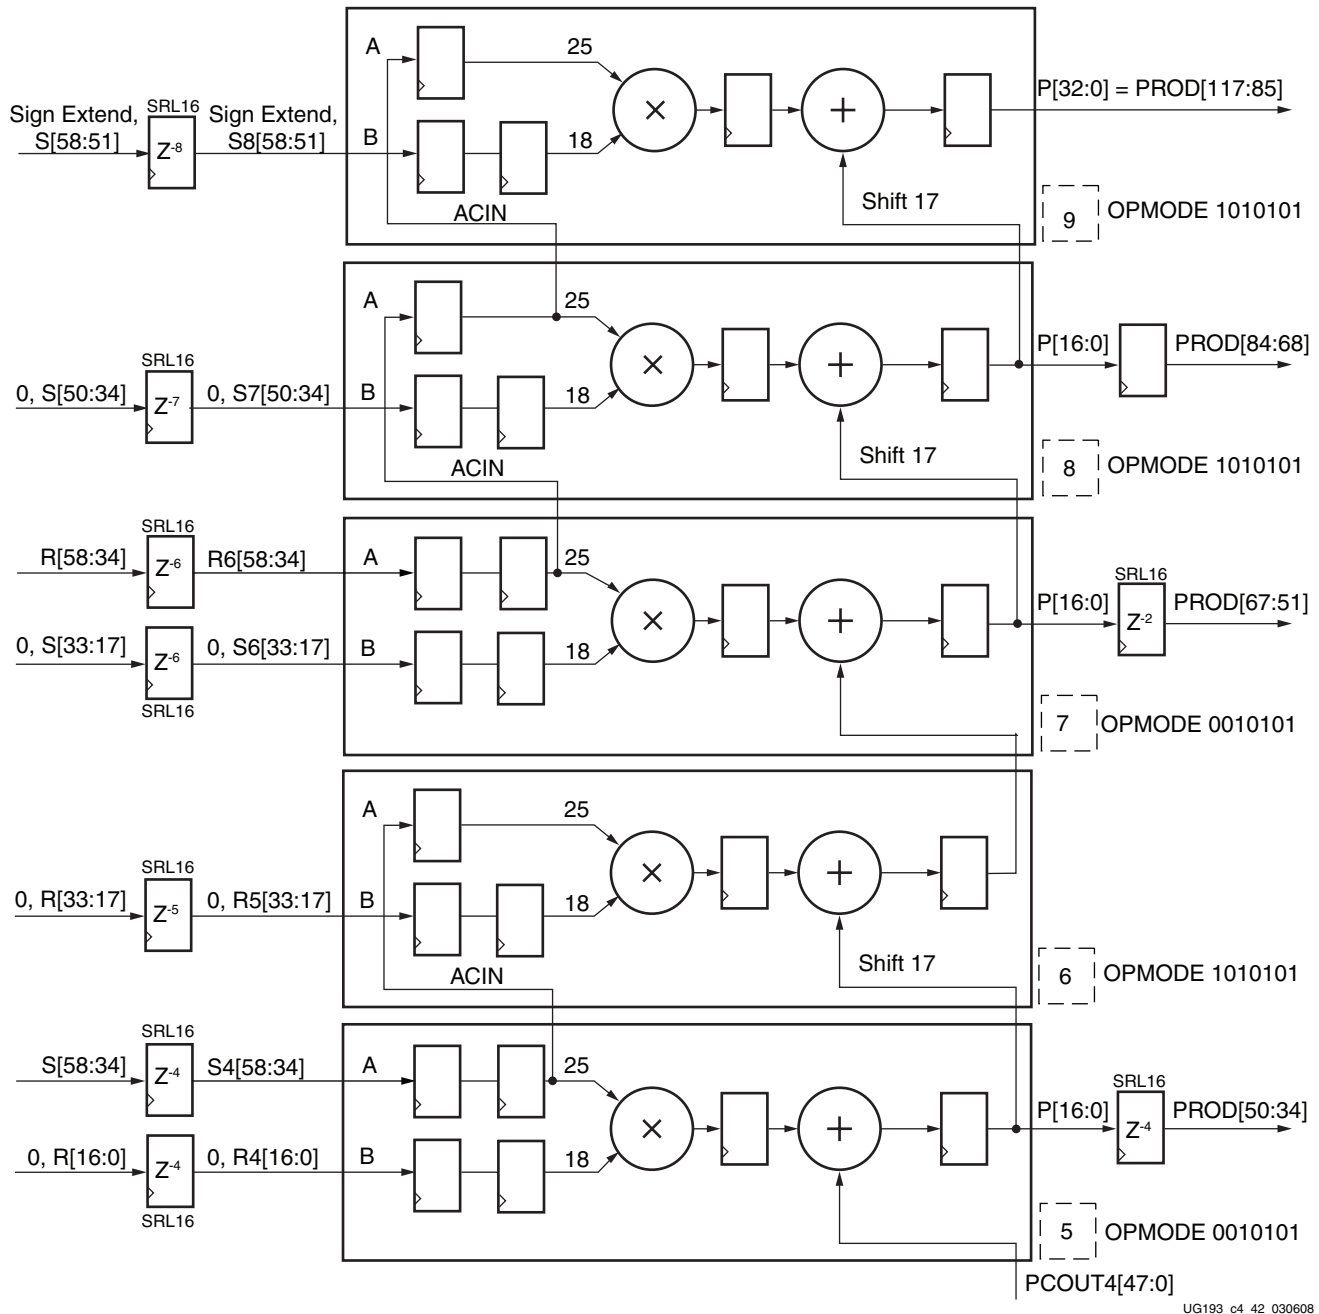 A
25
P[32:0] = PROD[117:85]
SRL16
Sign Extend,
S[58:51]
Z-8
Sign Extend,
S8[58:51]
B
18
×
+
ACIN
Shift 17
9
OPMODE 1010101
A
25
SRL16
0, S[50:34]
Z-7
0, S7[50:34]
B
18
×
+
P[16:0]
PROD[84:68]
ACIN
Shift 17
8
OPMODE 1010101
SRL16
R[58:34]
Z-6
R6[58:34]
A
25
0, S[33:17]
Z-6
SRL16
0, S6[33:17]
B
18
×
+
P[16:0]
SRL16
Z-2
PROD[67:51]
7
OPMODE 0010101
A
25
SRL16
0, R[33:17]
Z-5
0, R5[33:17]
B
18
×
+
ACIN
Shift 17
6
OPMODE 1010101
SRL16
S[58:34]
Z-4
S4[58:34]
A
25
0, R[16:0]
Z-4
SRL16
0, R4[16:0]
B
18
×
+
P[16:0]
SRL16
Z-4
PROD[50:34]
5
OPMODE 0010101
PCOUT4[47:0]
UG193_c4_42_030608